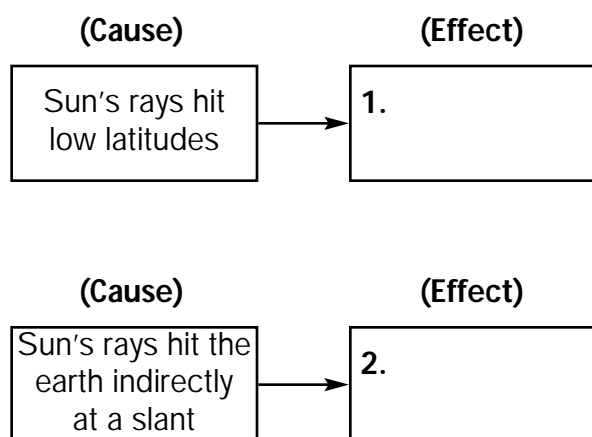 (Cause)
(Effect)
Sun's rays hit
low latitudes
1.
(Cause)
(Effect)
Sun's rays hit the
earth indirectly
at a slant
2.